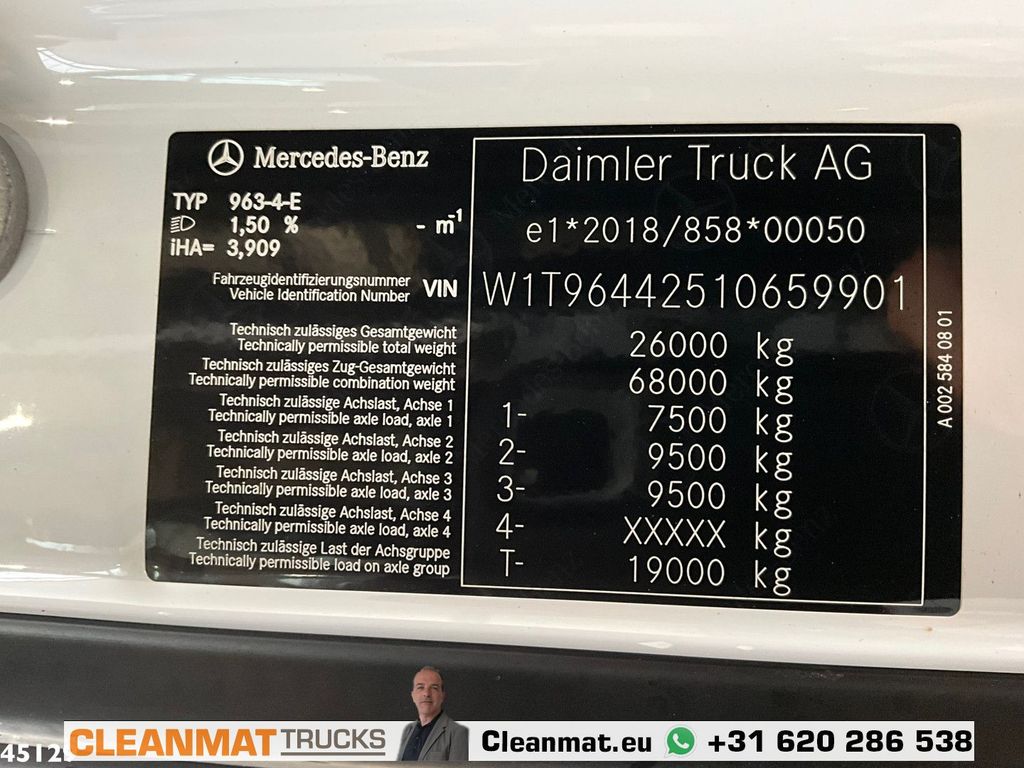 Mercedes-Benz
TYP 963-4-E
1,50 % - m-1
iHA= 3,909
Fahrzeugidentifizierungsnummer
Vehicle Identification Number VIN
Daimler Truck AG
e1*2018/858*00050
W1T96442510659901
Technisch zulässiges Gesamtgewicht
Technically permissible total weight 26000 kg
Technisch zulässiges Zug-Gesamtgewicht
Technically permissible combination weight 68000 kg
Technisch zulässige Achslast, Achse 1
Technically permissible axle load, axle 1 1- 7500 kg
Technisch zulässige Achslast, Achse 2
Technically permissible axle load, axle 2 2- 9500 kg
Technisch zulässige Achslast, Achse 3
Technically permissible axle load, axle 3 3- 9500 kg
Technisch zulässige Achslast, Achse 4
Technically permissible axle load, axle 4 4- XXXXX kg
Technisch zulässige Last der Achsgruppe
Technically permissible load on axle group T- 19000 kg
A 002 584 08 01
CLEANMAT TRUCKS Cleanmat.eu +31 620 286 538